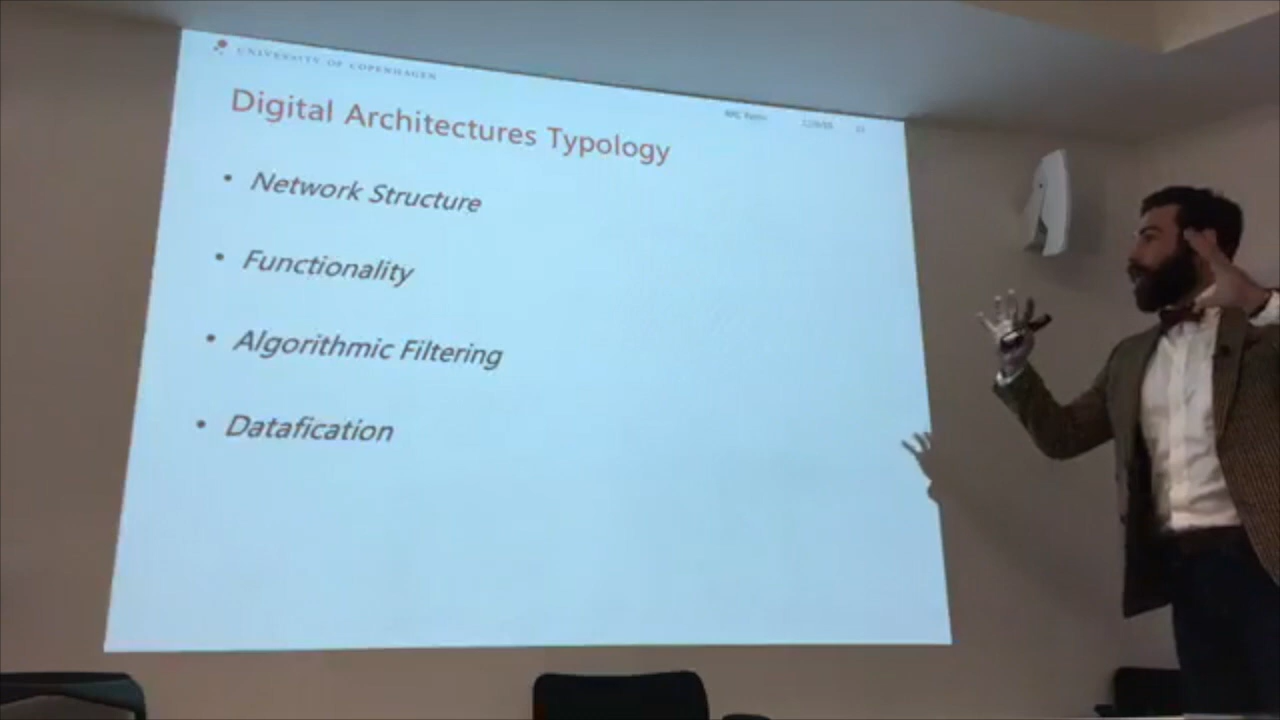 UNIVERSITY OF COPENHAGEN
Digital Architectures Typology
• Network Structure
• Functionality
• Algorithmic Filtering
• Datafication